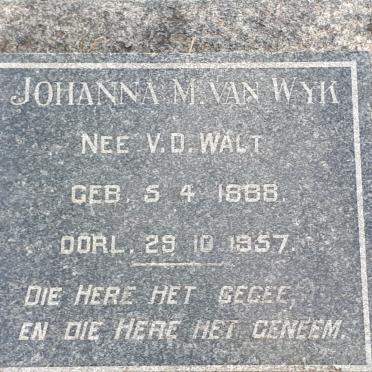 JOHANNA M. VAN WYK
NEE V.D. WALT
GEB. 5 4 1888.
OORL. 29 10 1957.
DIE HERE HET GEGEE,
EN DIE HERE HET GENEEM.